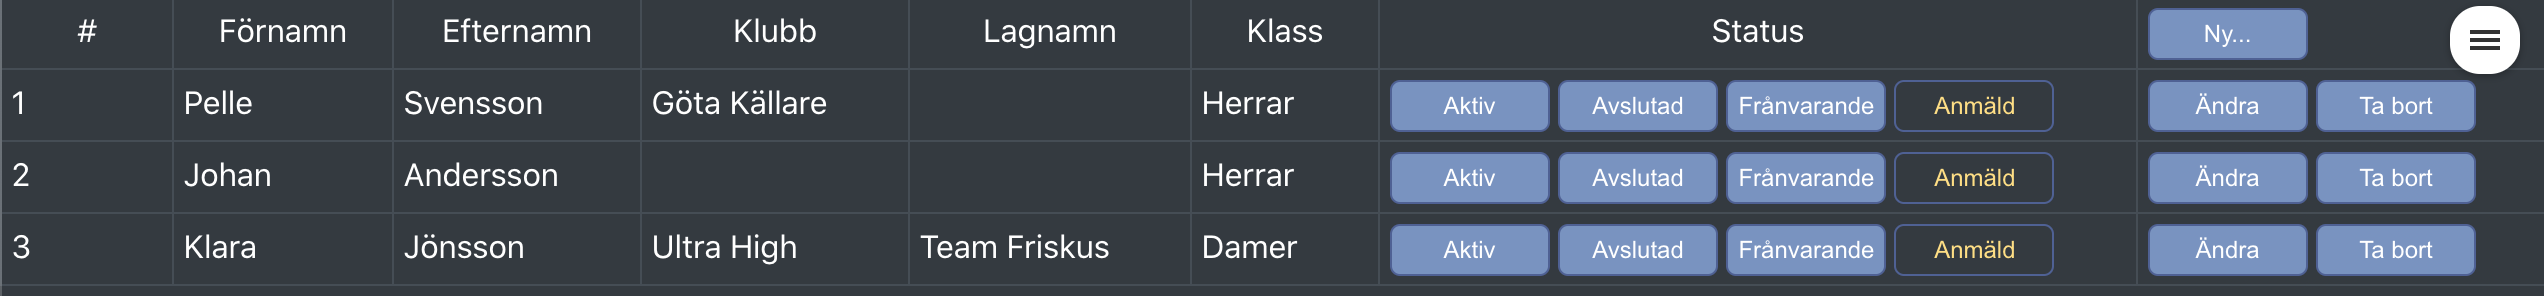 # Förnamn Efternamn Klubb Lagnamn Klass Status Ny...
1 Pelle Svensson Göta Källare Herrar Aktiv Avslutad Frånvarande Anmäld Ändra Ta bort
2 Johan Andersson Herrar Aktiv Avslutad Frånvarande Anmäld Ändra Ta bort
3 Klara Jönsson Ultra High Team Friskus Damer Aktiv Avslutad Frånvarande Anmäld Ändra Ta bort